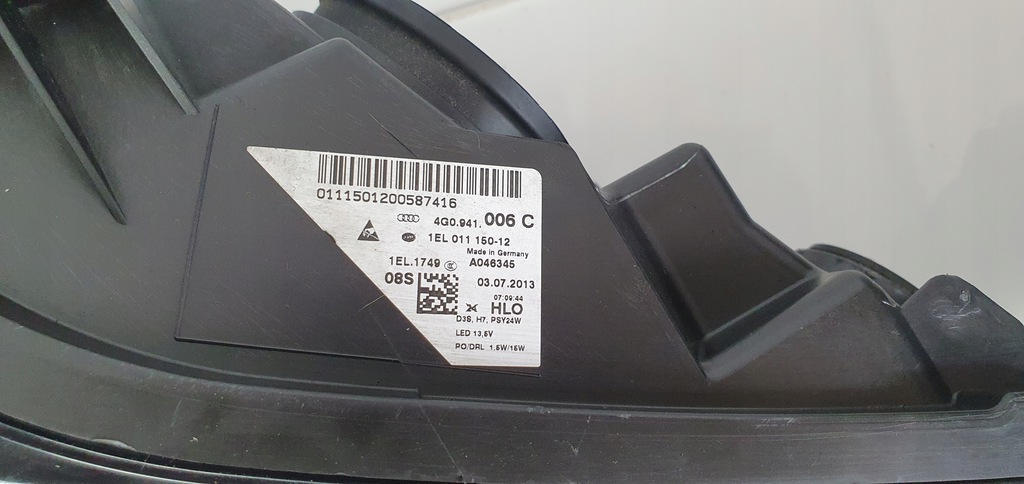 0111501200587416
4G0.941. 006 C
1EL 011 150-12
Made in Germany
1EL.1749 A046345
08S 03.07.2013
07:09:44
HLO
D3S, H7, PSY24W
LED 13,5V
PO/DRL 1.5W/15W